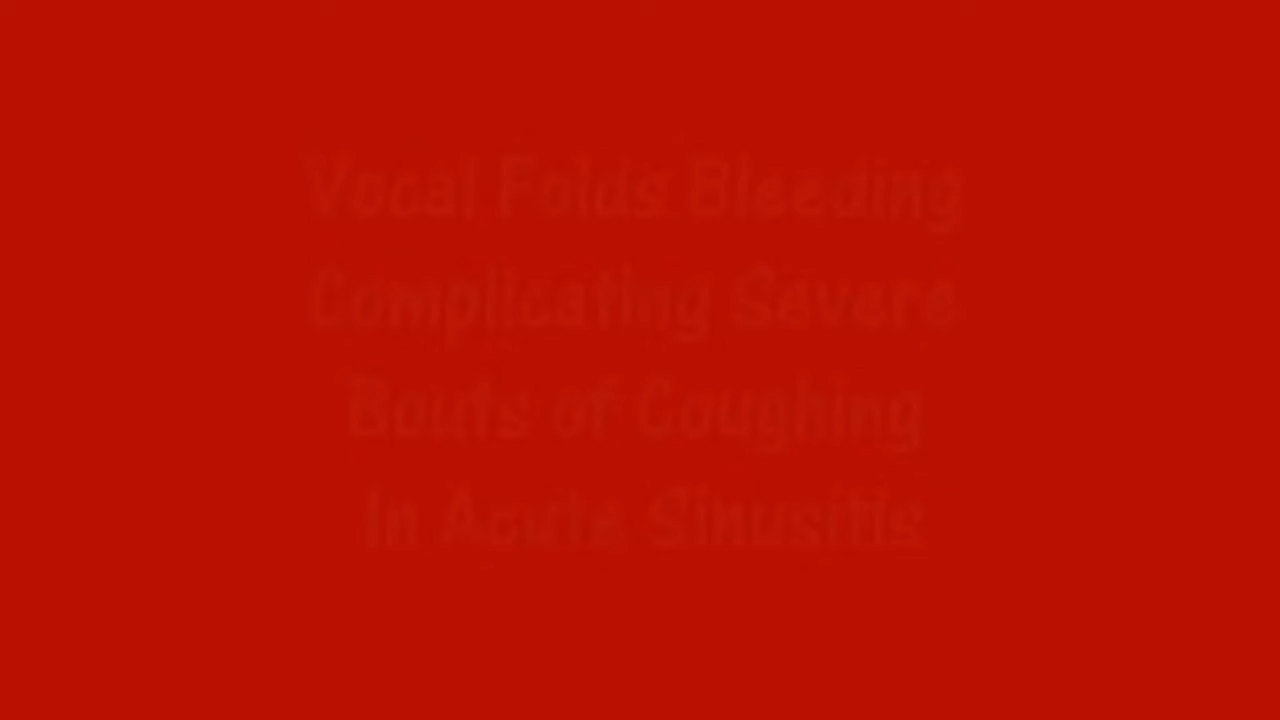 Vocal Folds Bleeding
Complicating Severe
Bouts of Coughing
In Acute Sinusitis